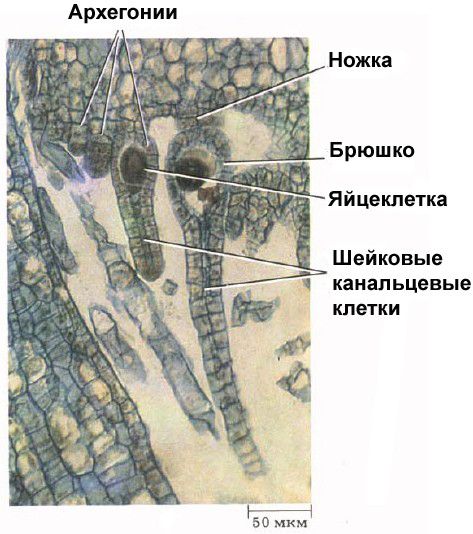 Архегонии
Ножка
Брюшко
Яйцеклетка
Шейковые
канальцевые
клетки
50 мкм